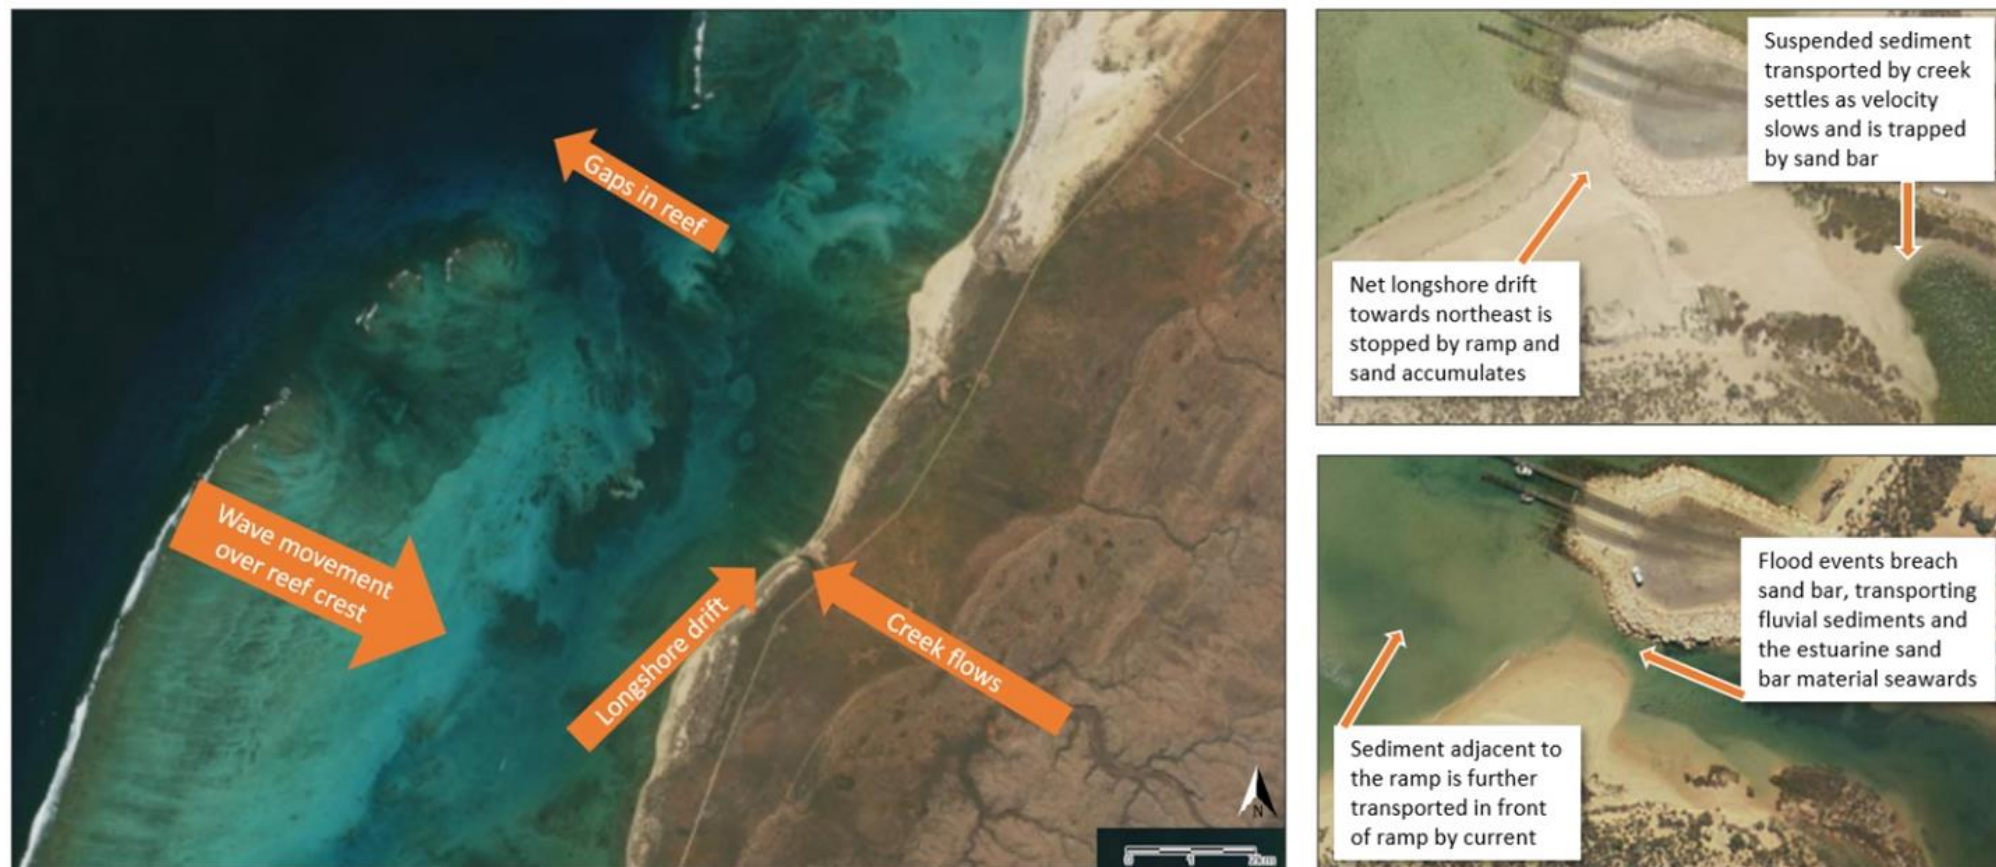 Gaps in reef
Wave movement
over reef crest
Longshore drift
Creek flows
N
0 1 2km
Suspended sediment
transported by creek
settles as velocity
slows and is trapped
by sand bar
Net longshore drift
towards northeast is
stopped by ramp and
sand accumulates
Flood events breach
sand bar, transporting
fluvial sediments and
the estuarine sand
bar material seawards
Sediment adjacent to
the ramp is further
transported in front
of ramp by current